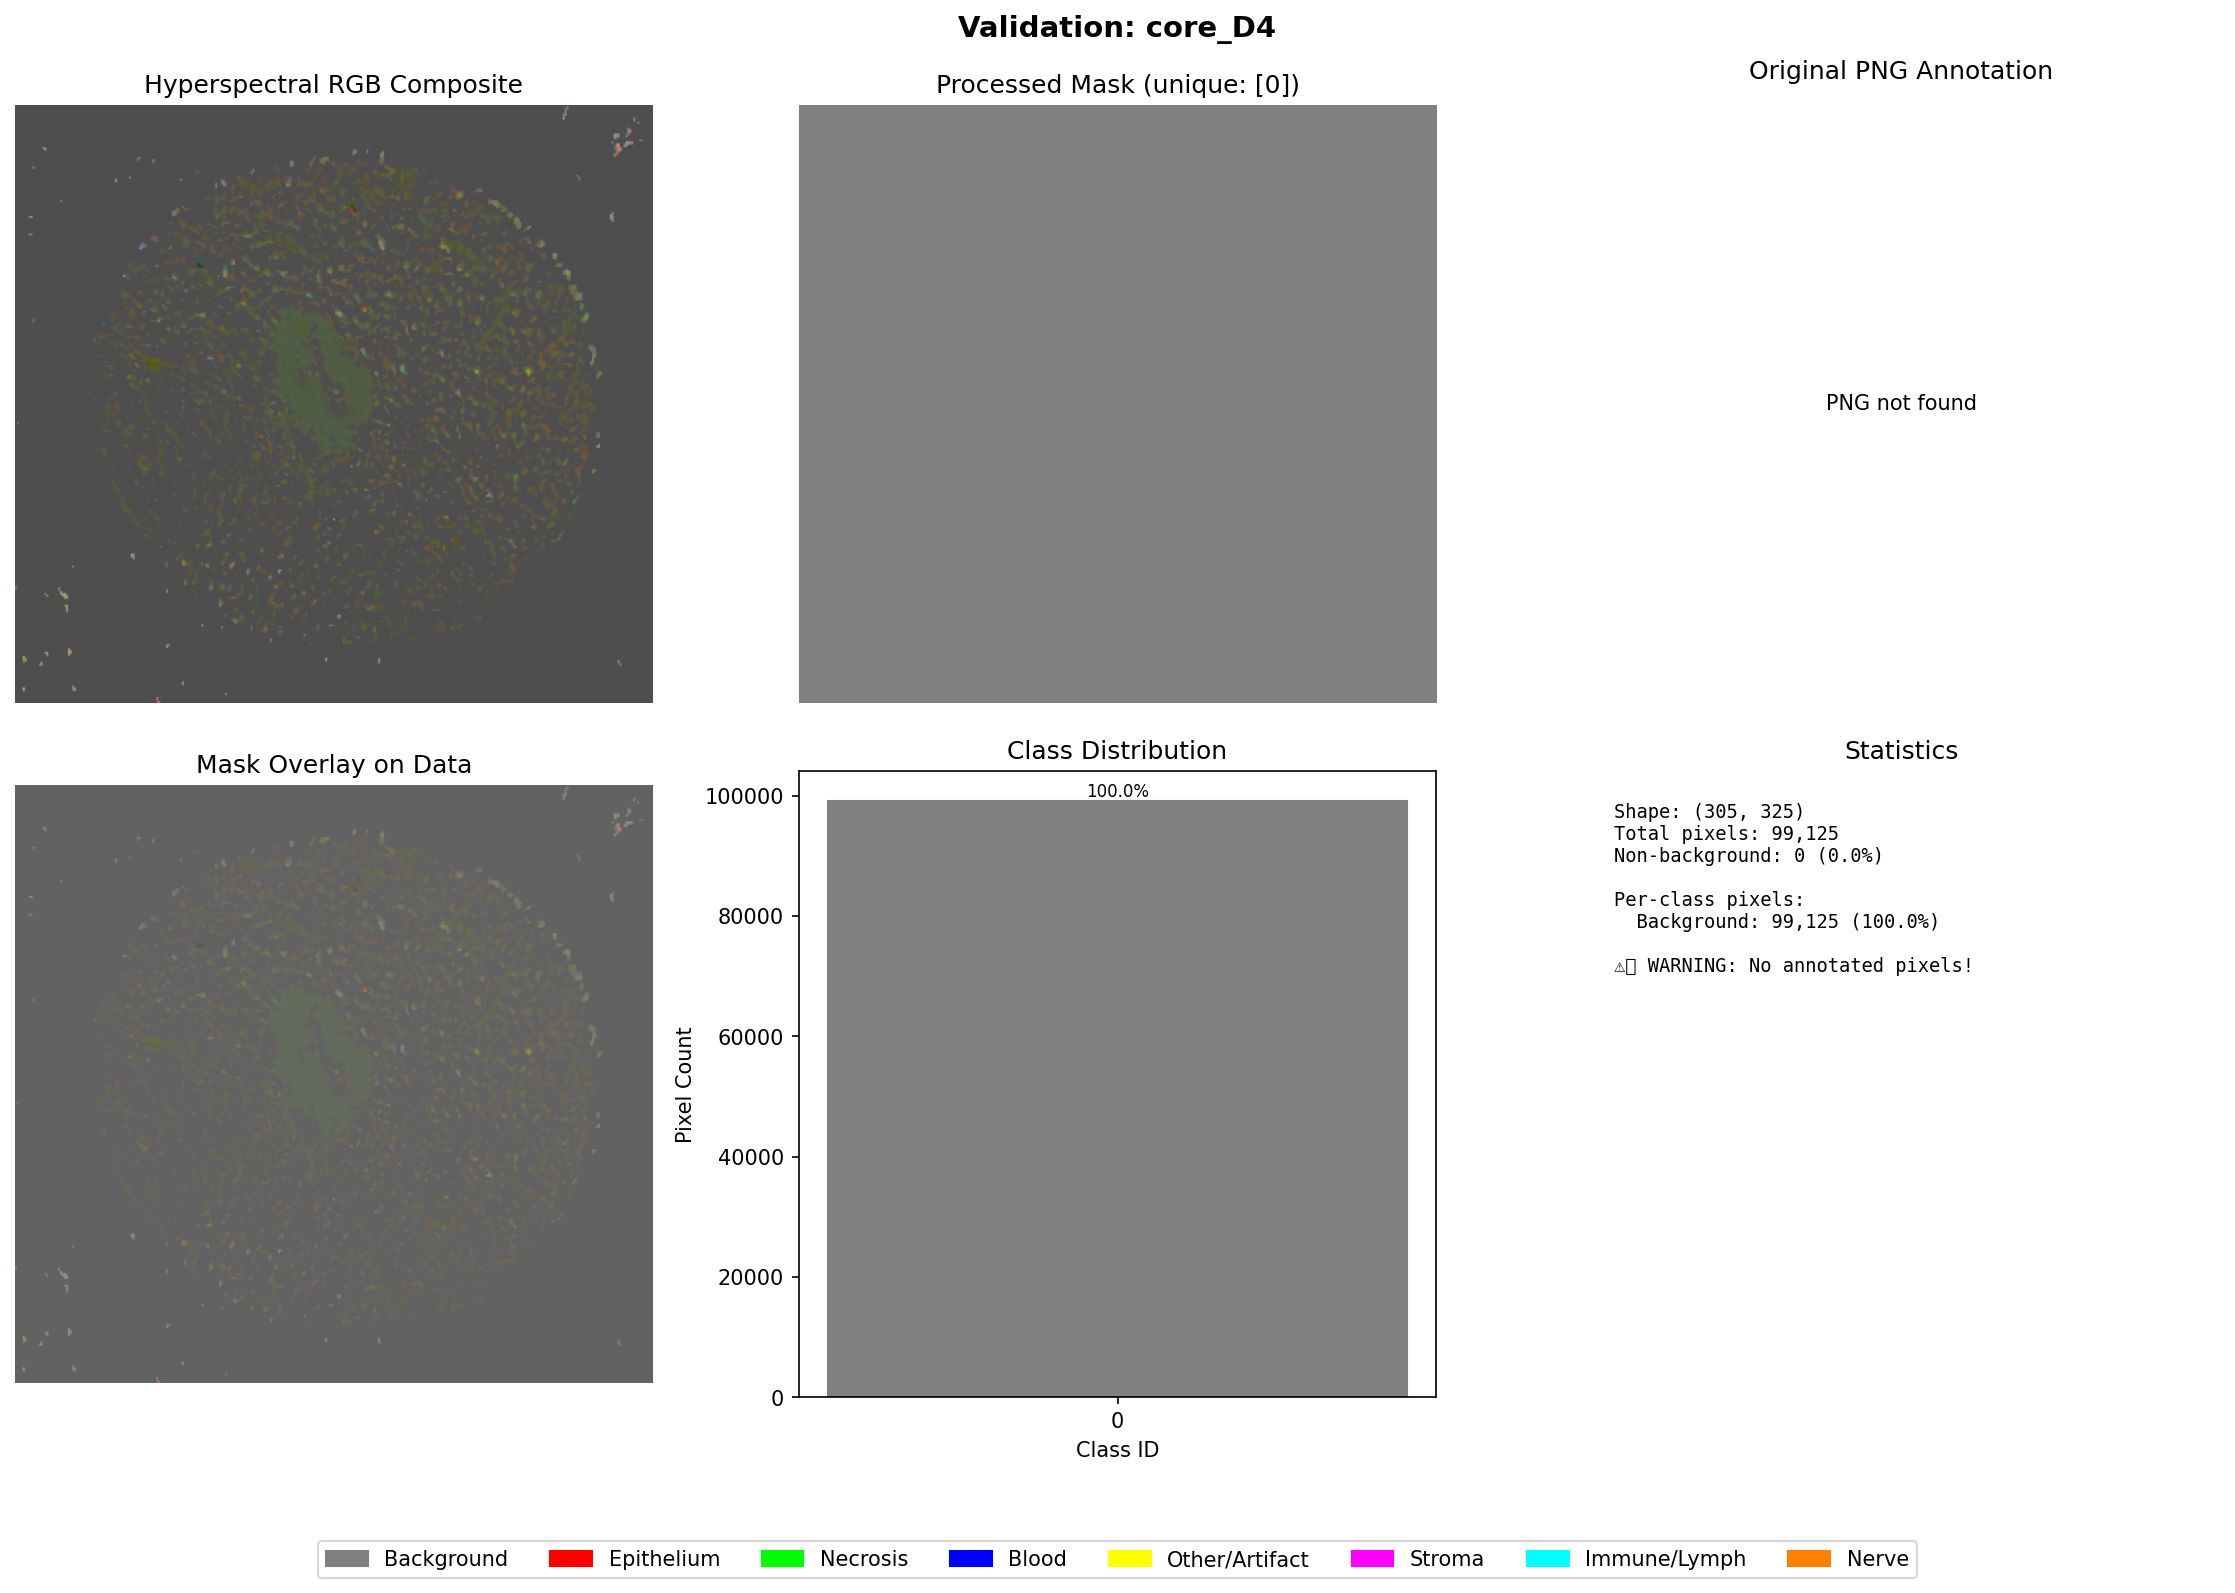 Validation: core_D4
Hyperspectral RGB Composite
Processed Mask (unique: [0])
Original PNG Annotation
PNG not found
Mask Overlay on Data
Class Distribution
100.0%
100000
80000
60000
40000
20000
0
Pixel Count
0
Class ID
Statistics
Shape: (305, 325)
Total pixels: 99,125
Non-background: 0 (0.0%)
Per-class pixels:
Background: 99,125 (100.0%)
⚠ WARNING: No annotated pixels!
Background
Epithelium
Necrosis
Blood
Other/Artifact
Stroma
Immune/Lymph
Nerve